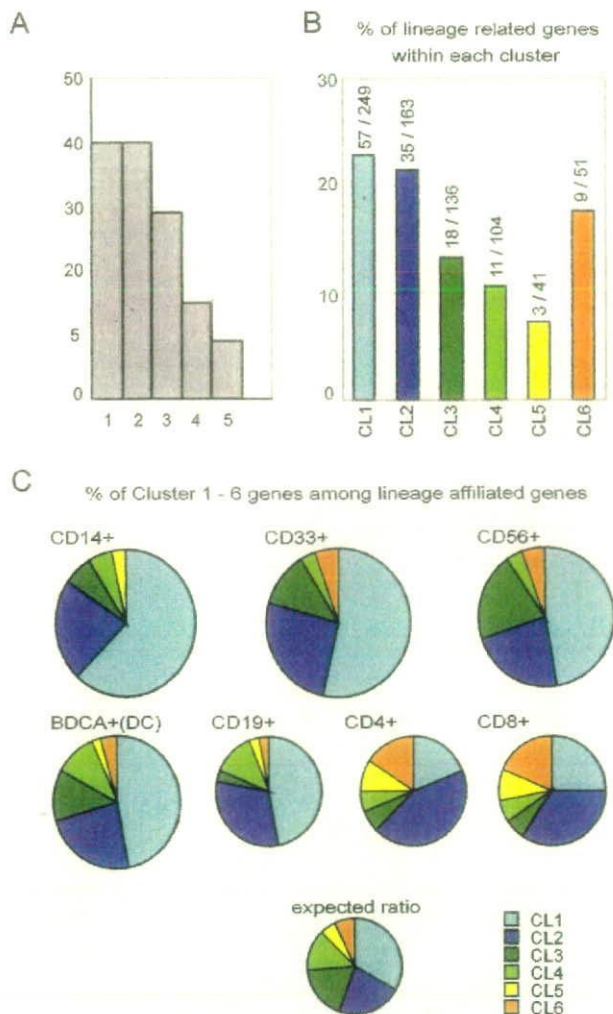 A
50
40
30
20
5
0
1 2 3 4 5
B
% of lineage related genes
within each cluster
30
20
10
0
57 / 249
35 / 163
18 / 136
11 / 104
3 / 41
9 / 51
CL1
CL2
CL3
CL4
CL5
CL6
C
% of Cluster 1 - 6 genes among lineage affiliated genes
CD14+
CD33+
CD56+
BDCA+(DC)
CD19+
CD4+
CD8+
expected ratio
CL1
CL2
CL3
CL4
CL5
CL6